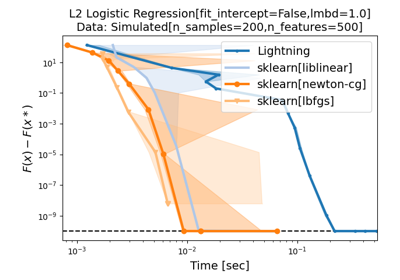 L2 Logistic Regression[fit_intercept=False,lmbd=1.0]
Data: Simulated[n_samples=200,n_features=500]
Lightning
sklearn[liblinear]
sklearn[newton-cg]
sklearn[lbfgs]
F(x) − F(x*)
10¹
10⁻¹
10⁻³
10⁻⁵
10⁻⁷
10⁻⁹
10⁻³ 10⁻² 10⁻¹
Time [sec]